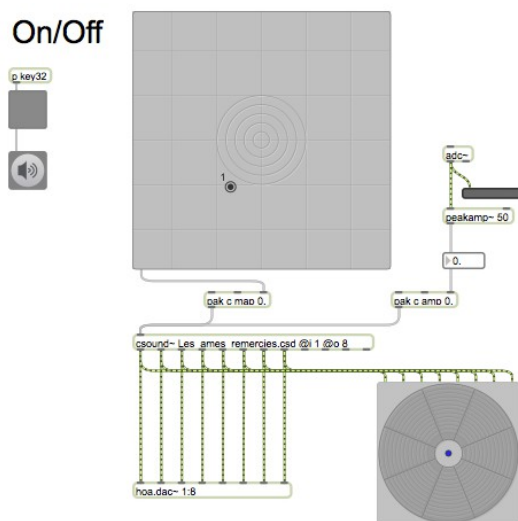 On/Off
p key32
1
adc~
peakamp~ 50
0.
pak c map 0.
pak c amp 0.
csound~ Les_ames_remercies.csd @i 1 @o 8
hoa.dac~ 1:8